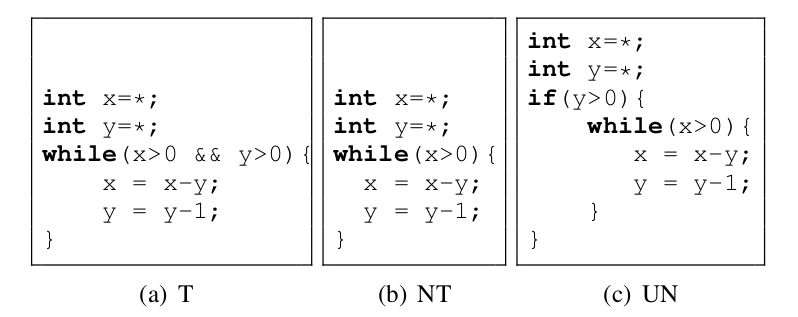 int x=*;
int y=*;
while(x>0 && y>0){
    x = x-y;
    y = y-1;
}
(a) T
int x=*;
int y=*;
while(x>0){
  x = x-y;
  y = y-1;
}
(b) NT
int x=*;
int y=*;
if(y>0){
    while(x>0){
       x = x-y;
       y = y-1;
    }
}
(c) UN